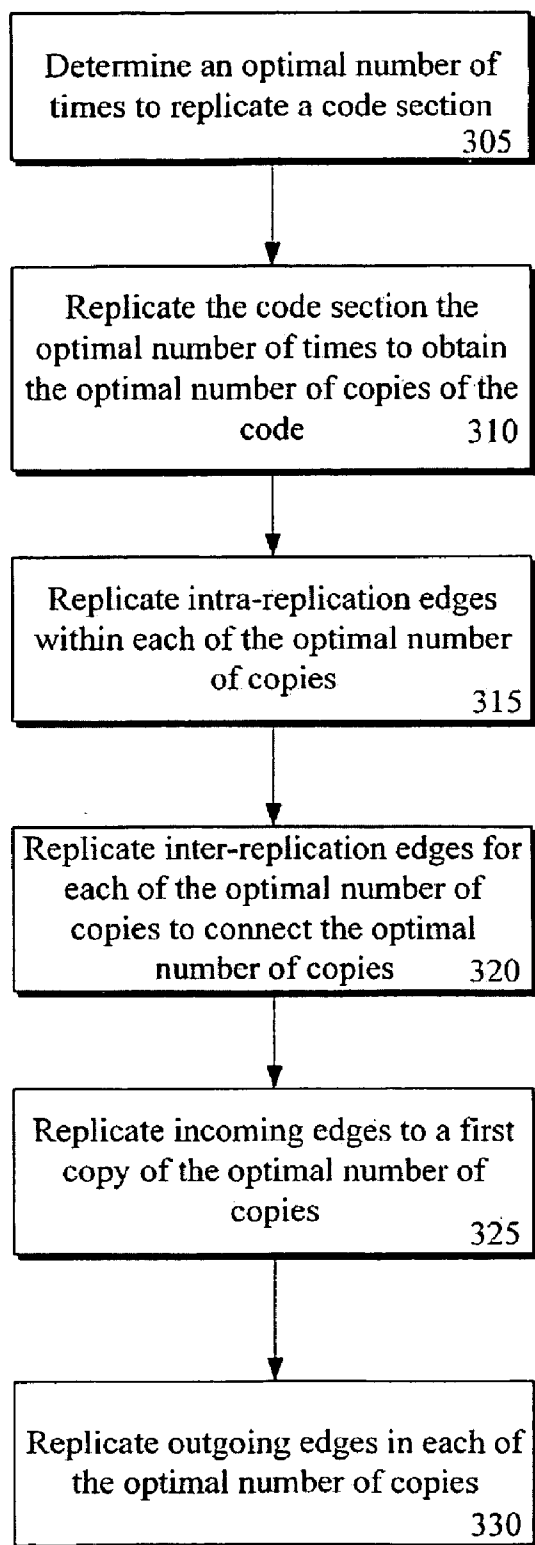 Determine an optimal number of
times to replicate a code section
305
Replicate the code section the
optimal number of times to obtain
the optimal number of copies of the
code 310
Replicate intra-replication edges
within each of the optimal number
of copies
315
Replicate inter-replication edges for
each of the optimal number of
copies to connect the optimal
number of copies 320
Replicate incoming edges to a first
copy of the optimal number of
copies
325
Replicate outgoing edges in each of
the optimal number of copies
330